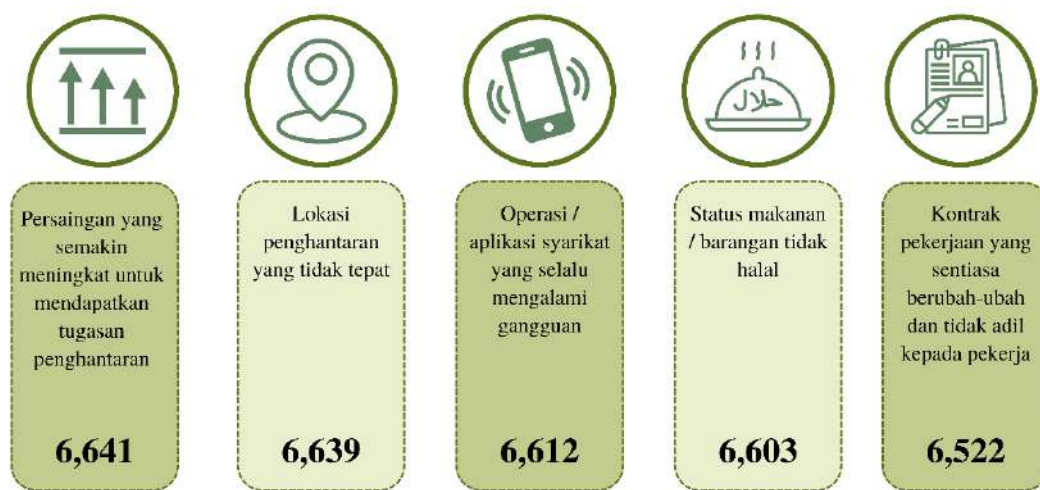 حلال
Persaingan yang
semakin
meningkat untuk
mendapatkan
tugasan
penghantaran
6,641
Lokasi
penghantaran
yang tidak tepat
6,639
Operasi /
aplikasi syarikat
yang selalu
mengalami
gangguan
6,612
Status makanan
/ barangan tidak
halal
6,603
Kontrak
pekerjaan yang
sentiasa
berubah-ubah
dan tidak adil
kepada pekerja
6,522